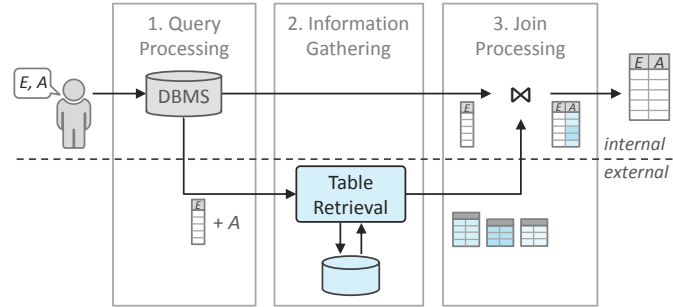 1. Query
Processing
2. Information
Gathering
3. Join
Processing
E, A
DBMS
⋈
E
E A
E A
internal
external
E
+ A
Table
Retrieval